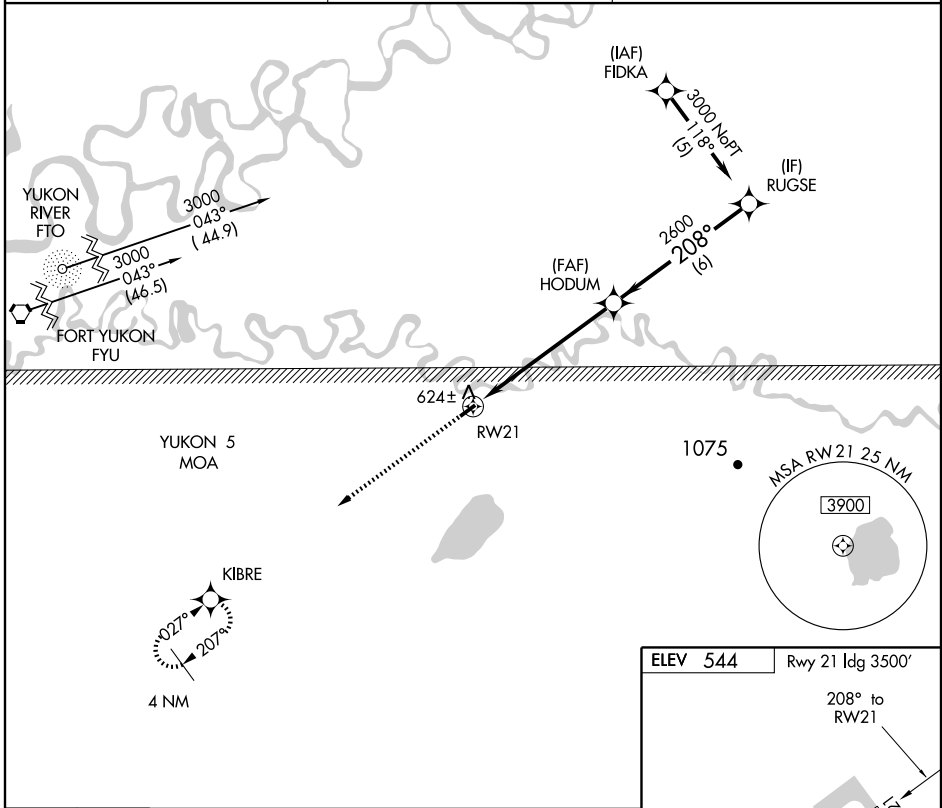 (IAF)
FIDKA
3000 NoPT
118°
(5)
(IF)
RUGSE
2600
208°
(6)
(FAF)
HODUM
YUKON
RIVER
FTO
3000
043°
( 44.9)
3000
043°
(46.5)
FORT YUKON
FYU
624±
RW21
YUKON 5
MOA
1075
MSA RW 21 25 NM
3900
KIBRE
027°
207°
4 NM
ELEV 544
Rwy 21 ldg 3500'
208° to
RW21